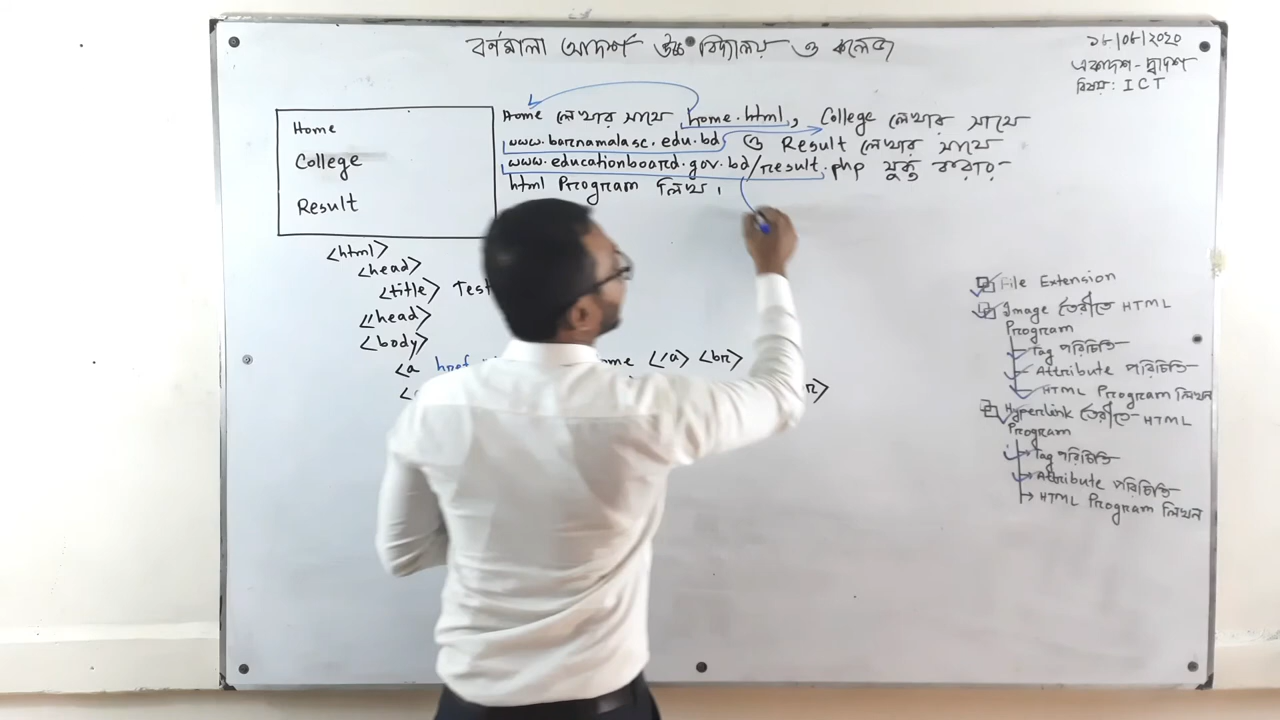 বর্ণমালা আদর্শ উচ্চ বিদ্যালয় ও কলেজ
১৮/০৮/২০২০
একাদশ-দ্বাদশ
বিষয়: ICT
Home
College
Result
Home লেখার সাথে home.html, College লেখার সাথে
www.barnamalasc.edu.bd ও Result লেখার সাথে
www.educationboard.gov.bd/result.php যুক্ত করার
html Program লিখ।
<html>
<head>
<title> Test
<//head>
<body>
<a href </a> <br>
<
File Extension
Image তৈরীতে HTML
Program
Tag পরিচিতি
Attribute পরিচিতি
HTML Program লিখন
Hyperlink তৈরীতে HTML
Program
Tag পরিচিতি
Attribute পরিচিতি
HTML Program লিখন